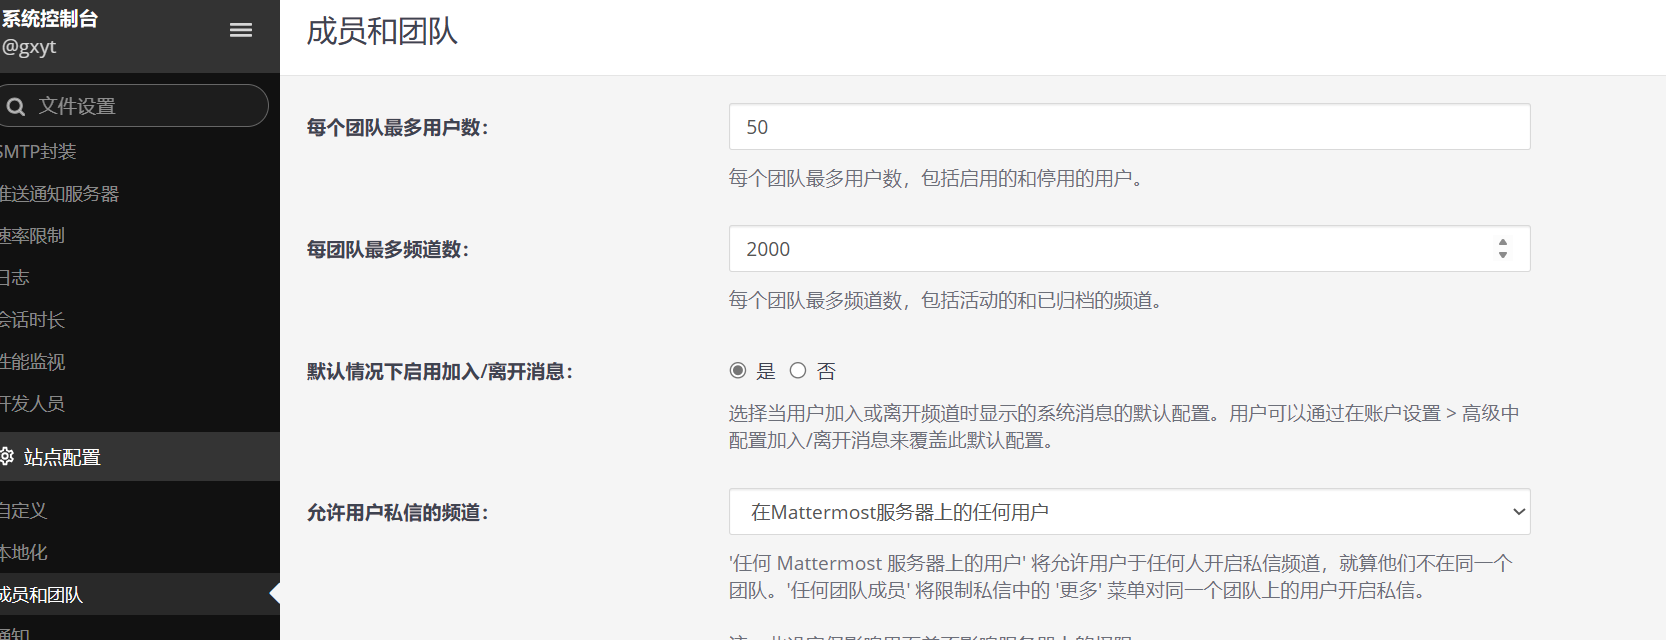 系统控制台
@gxyt
文件设置
SMTP封装
推送通知服务器
速率限制
日志
会话时长
性能监视
开发人员
站点配置
自定义
本地化
成员和团队
通知
成员和团队
每个团队最多用户数：
50
每个团队最多用户数，包括启用的和停用的用户。
每团队最多频道数：
2000
每个团队最多频道数，包括活动的和已归档的频道。
默认情况下启用加入/离开消息：
是 否
选择当用户加入或离开频道时显示的系统消息的默认配置。用户可以通过在账户设置 > 高级中
配置加入/离开消息来覆盖此默认配置。
允许用户私信的频道：
在Mattermost服务器上的任何用户
'任何 Mattermost 服务器上的用户' 将允许用户于任何人开启私信频道，就算他们不在同一个
团队。'任何团队成员' 将限制私信中的 '更多' 菜单对同一个团队上的用户开启私信。